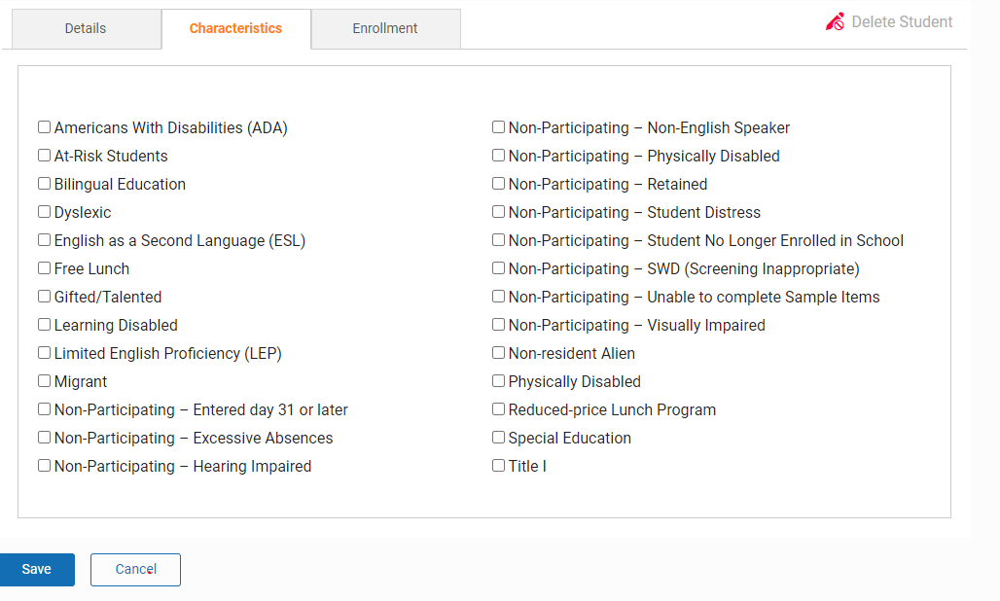 Details
Characteristics
Enrollment
Delete Student
Americans With Disabilities (ADA)
At-Risk Students
Bilingual Education
Dyslexic
English as a Second Language (ESL)
Free Lunch
Gifted/Talented
Learning Disabled
Limited English Proficiency (LEP)
Migrant
Non-Participating – Entered day 31 or later
Non-Participating – Excessive Absences
Non-Participating – Hearing Impaired
Non-Participating – Non-English Speaker
Non-Participating – Physically Disabled
Non-Participating – Retained
Non-Participating – Student Distress
Non-Participating – Student No Longer Enrolled in School
Non-Participating – SWD (Screening Inappropriate)
Non-Participating – Unable to complete Sample Items
Non-Participating – Visually Impaired
Non-resident Alien
Physically Disabled
Reduced-price Lunch Program
Special Education
Title I
Save
Cancel